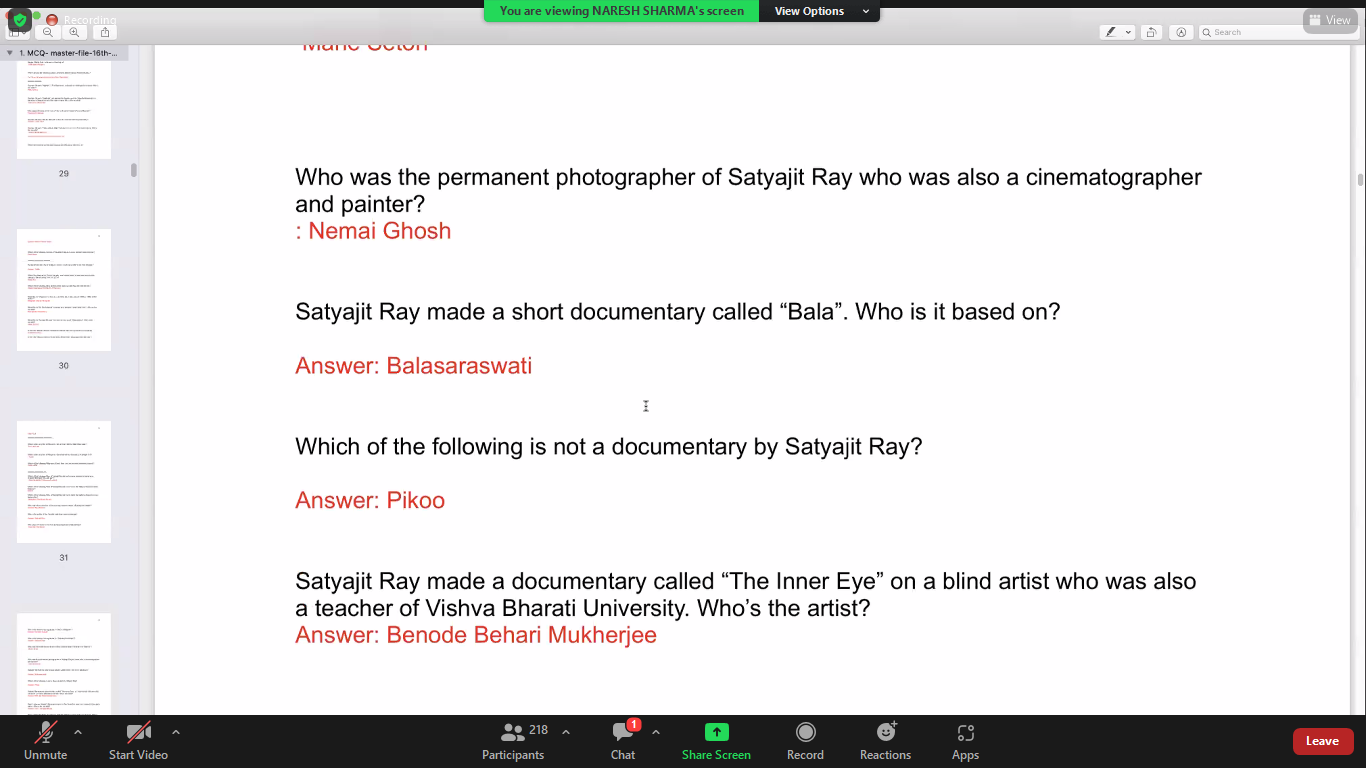 Recording
You are viewing NARESH SHARMA's screen
View Options
View
Search
1. MCQ- master-file-16th-...
29
30
31
Marie Seton
Who was the permanent photographer of Satyajit Ray who was also a cinematographer
and painter?
: Nemai Ghosh
Satyajit Ray made a short documentary called “Bala”. Who is it based on?
Answer: Balasaraswati
Which of the following is not a documentary by Satyajit Ray?
Answer: Pikoo
Satyajit Ray made a documentary called “The Inner Eye” on a blind artist who was also
a teacher of Vishva Bharati University. Who’s the artist?
Answer: Benode Behari Mukherjee
Unmute
Start Video
218
Participants
1
Chat
Share Screen
Record
Reactions
Apps
Leave